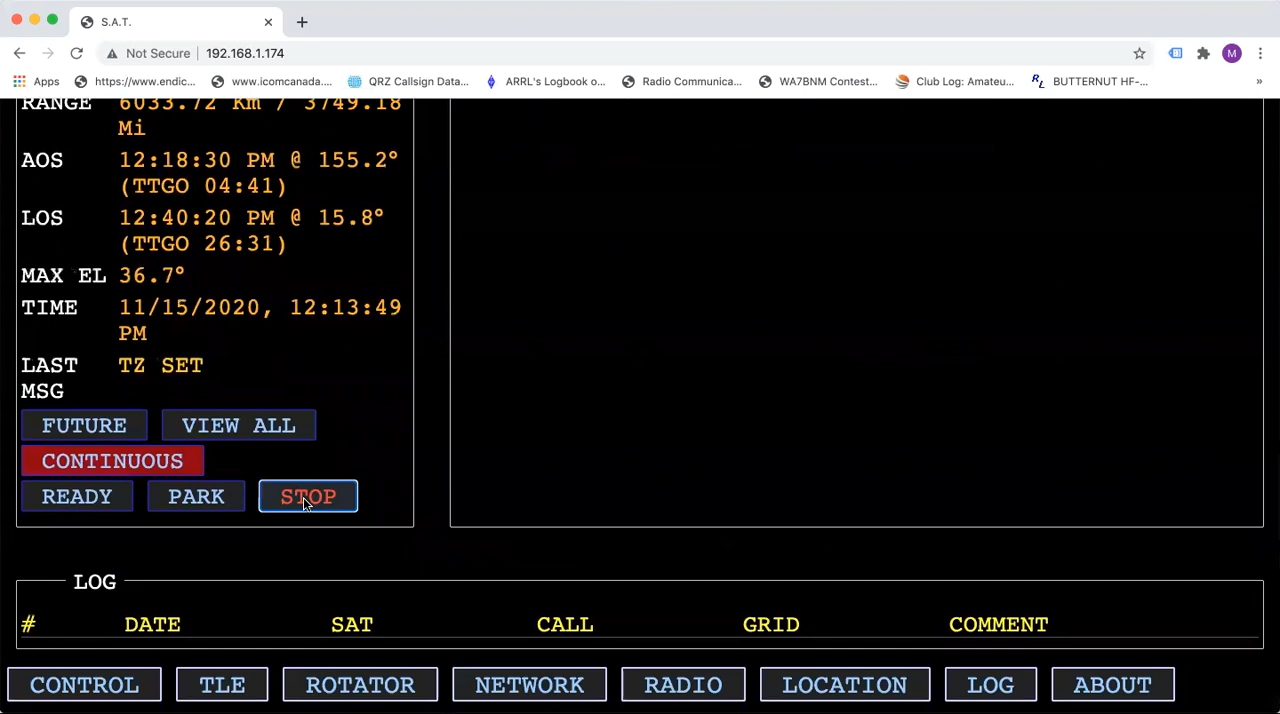 S.A.T.
Not Secure 192.168.1.174
Apps https://www.endic... www.icomcanada.... QRZ Callsign Data... ARRL's Logbook o... Radio Communica... WA7BNM Contest... Club Log: Amateu... BUTTERNUT HF-... »
RANGE 6033.72 Km / 3749.18
Mi
AOS 12:18:30 PM @ 155.2°
(TTGO 04:41)
LOS 12:40:20 PM @ 15.8°
(TTGO 26:31)
MAX EL 36.7°
TIME 11/15/2020, 12:13:49
PM
LAST TZ SET
MSG
FUTURE VIEW ALL
CONTINUOUS
READY PARK STOP
LOG
# DATE SAT CALL GRID COMMENT
CONTROL TLE ROTATOR NETWORK RADIO LOCATION LOG ABOUT